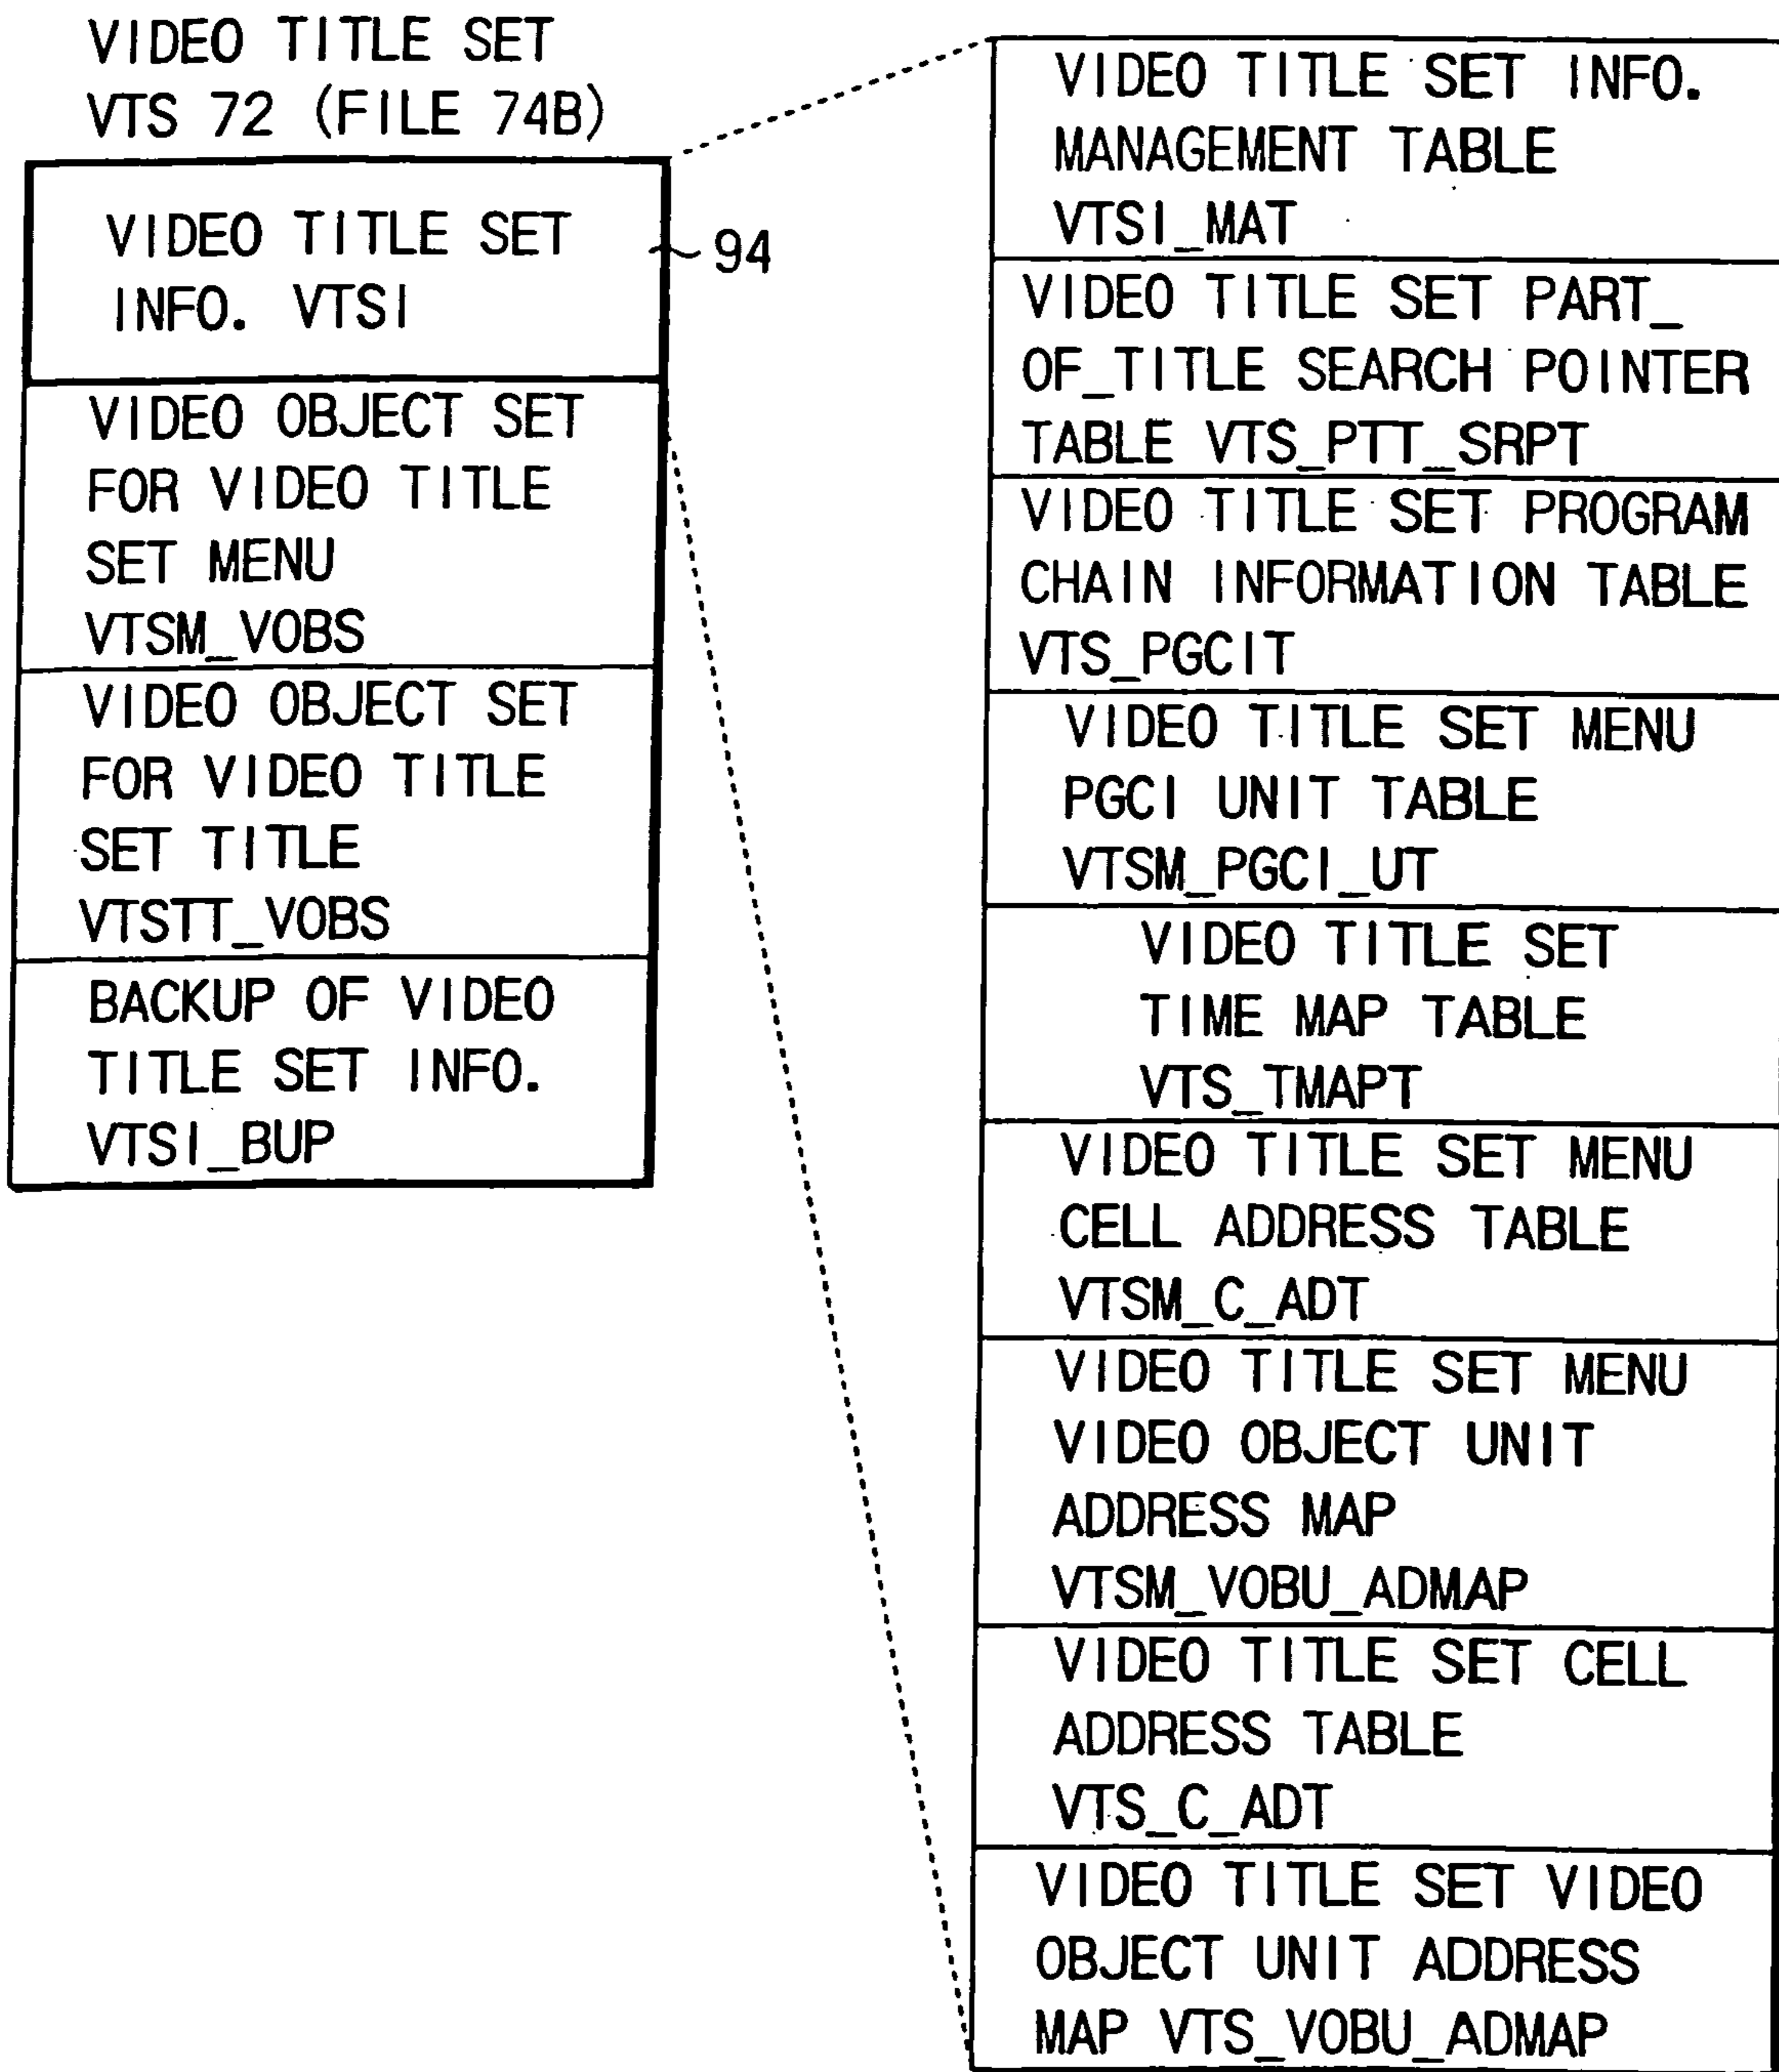 VIDEO TITLE SET
VTS 72 (FILE 74B)
VIDEO TITLE SET
INFO. VTSI
94
VIDEO OBJECT SET
FOR VIDEO TITLE
SET MENU
VTSM_VOBS
VIDEO OBJECT SET
FOR VIDEO TITLE
SET TITLE
VTSTT_VOBS
BACKUP OF VIDEO
TITLE SET INFO.
VTSI_BUP
VIDEO TITLE SET INFO.
MANAGEMENT TABLE
VTSI_MAT
VIDEO TITLE SET PART_
OF_TITLE SEARCH POINTER
TABLE VTS_PTT_SRPT
VIDEO TITLE SET PROGRAM
CHAIN INFORMATION TABLE
VTS_PGCIT
VIDEO TITLE SET MENU
PGCI UNIT TABLE
VTSM_PGCI_UT
VIDEO TITLE SET
TIME MAP TABLE
VTS_TMAPT
VIDEO TITLE SET MENU
CELL ADDRESS TABLE
VTSM_C_ADT
VIDEO TITLE SET MENU
VIDEO OBJECT UNIT
ADDRESS MAP
VTSM_VOBU_ADMAP
VIDEO TITLE SET CELL
ADDRESS TABLE
VTS_C_ADT
VIDEO TITLE SET VIDEO
OBJECT UNIT ADDRESS
MAP VTS_VOBU_ADMAP